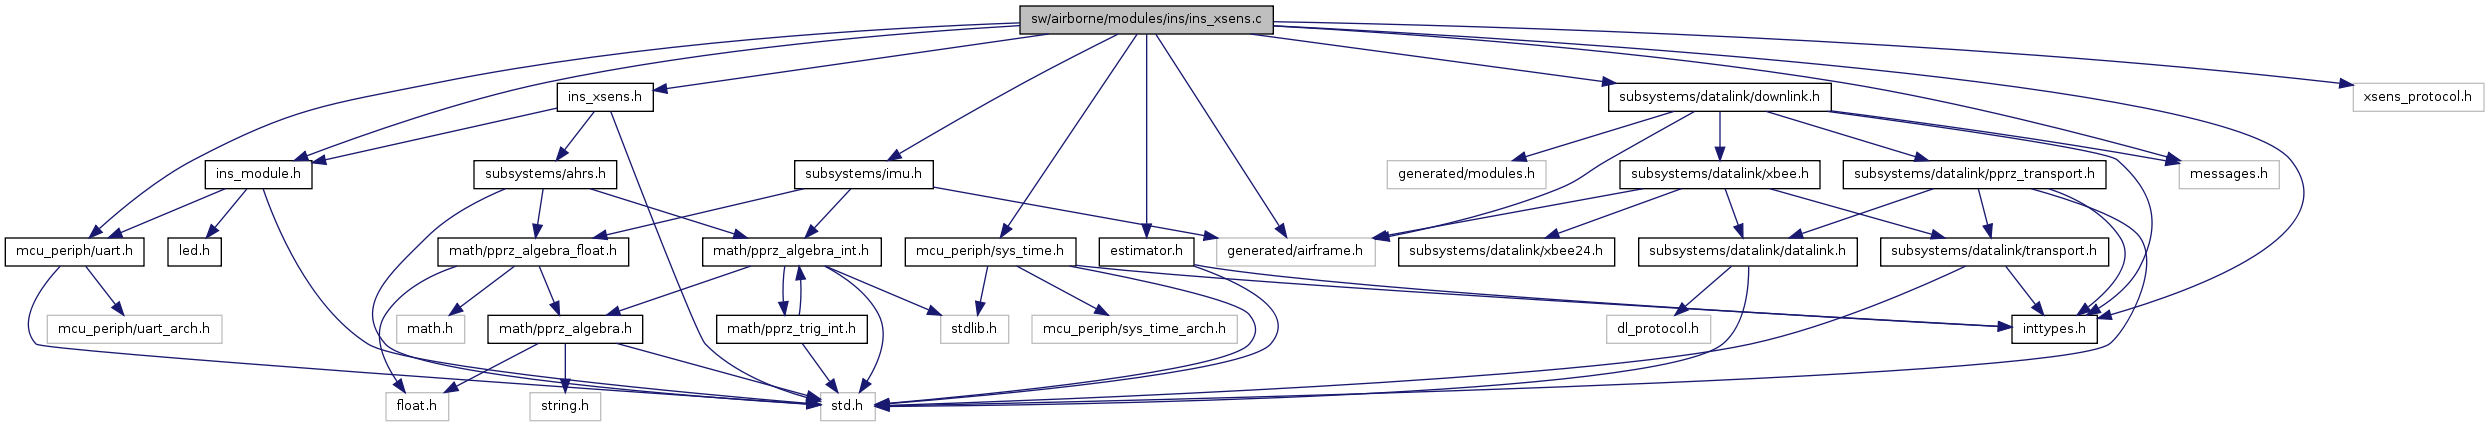 sw/airborne/modules/ins/ins_xsens.c
ins_xsens.h
subsystems/datalink/downlink.h
xsens_protocol.h
ins_module.h
subsystems/ahrs.h
subsystems/imu.h
generated/modules.h
subsystems/datalink/xbee.h
subsystems/datalink/pprz_transport.h
messages.h
mcu_periph/uart.h
led.h
math/pprz_algebra_float.h
math/pprz_algebra_int.h
mcu_periph/sys_time.h
estimator.h
generated/airframe.h
subsystems/datalink/xbee24.h
subsystems/datalink/datalink.h
subsystems/datalink/transport.h
mcu_periph/uart_arch.h
math.h
math/pprz_algebra.h
math/pprz_trig_int.h
stdlib.h
mcu_periph/sys_time_arch.h
dl_protocol.h
inttypes.h
float.h
string.h
std.h